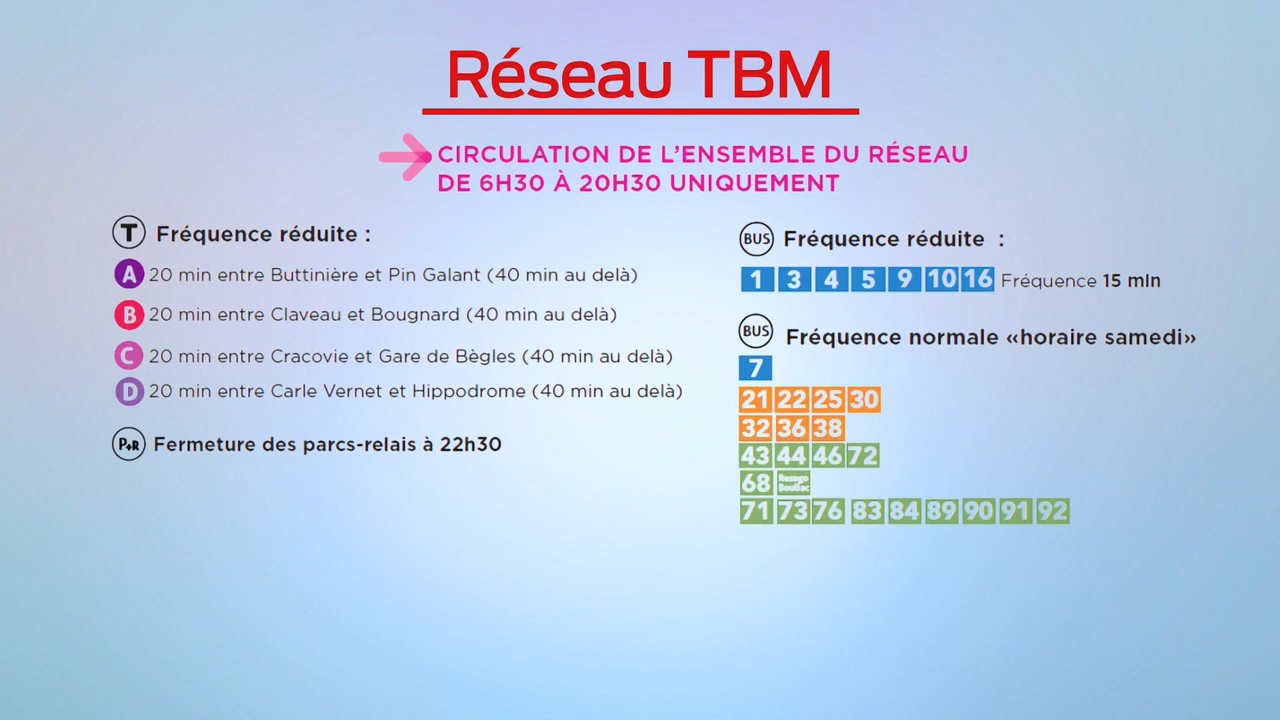 Réseau TBM
CIRCULATION DE L'ENSEMBLE DU RÉSEAU
DE 6H30 À 20H30 UNIQUEMENT
T Fréquence réduite :
A 20 min entre Buttinière et Pin Galant (40 min au delà)
B 20 min entre Claveau et Bougnard (40 min au delà)
C 20 min entre Cracovie et Gare de Bègles (40 min au delà)
D 20 min entre Carle Vernet et Hippodrome (40 min au delà)
P+R Fermeture des parcs-relais à 22h30
BUS Fréquence réduite :
1 3 4 5 9 10 16 Fréquence 15 min
BUS Fréquence normale «horaire samedi»
7
21 22 25 30
32 36 38
43 44 46 72
68
71 73 76 83 84 89 90 91 92